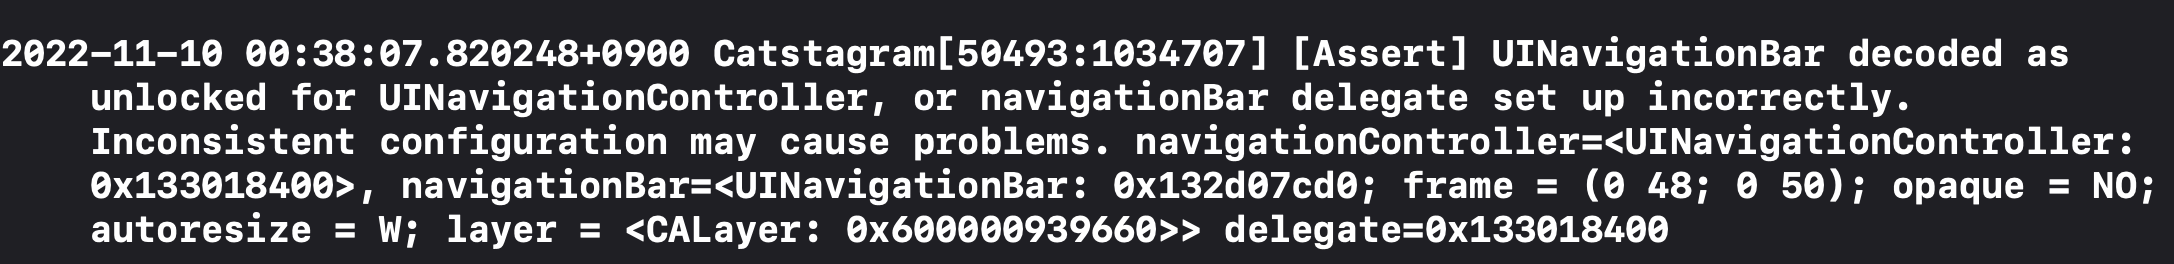 2022-11-10 00:38:07.820248+0900 Catstagram[50493:1034707] [Assert] UINavigationBar decoded as
unlocked for UINavigationController, or navigationBar delegate set up incorrectly.
Inconsistent configuration may cause problems. navigationController=<UINavigationController:
0x133018400>, navigationBar=<UINavigationBar: 0x132d07cd0; frame = (0 48; 0 50); opaque = NO;
autoresize = W; layer = <CALayer: 0x600000939660>> delegate=0x133018400